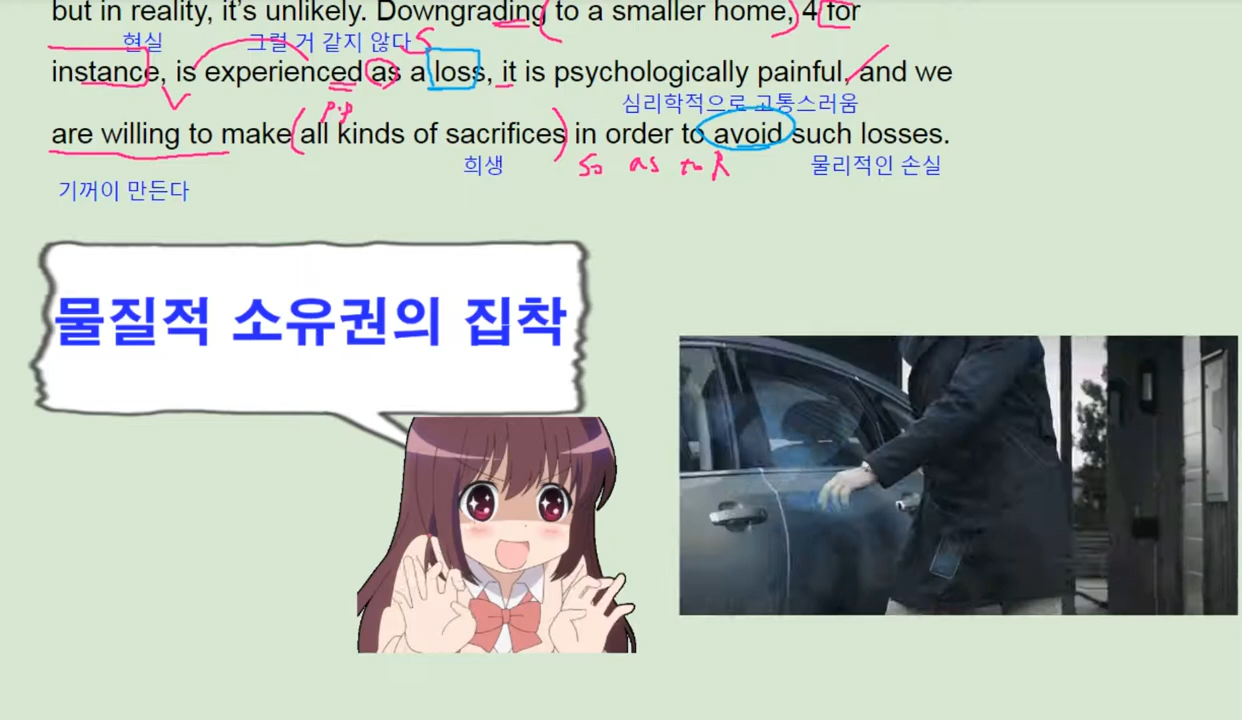 but in reality, it's unlikely. Downgrading to a smaller home, 4 for
현실 그럴 거 같지 않다 S
instance, is experienced as a loss, it is psychologically painful, and we
V p.p 심리학적으로 고통스러움
are willing to make all kinds of sacrifices in order to avoid such losses.
희생 So as to R 물리적인 손실
기꺼이 만든다
물질적 소유권의 집착